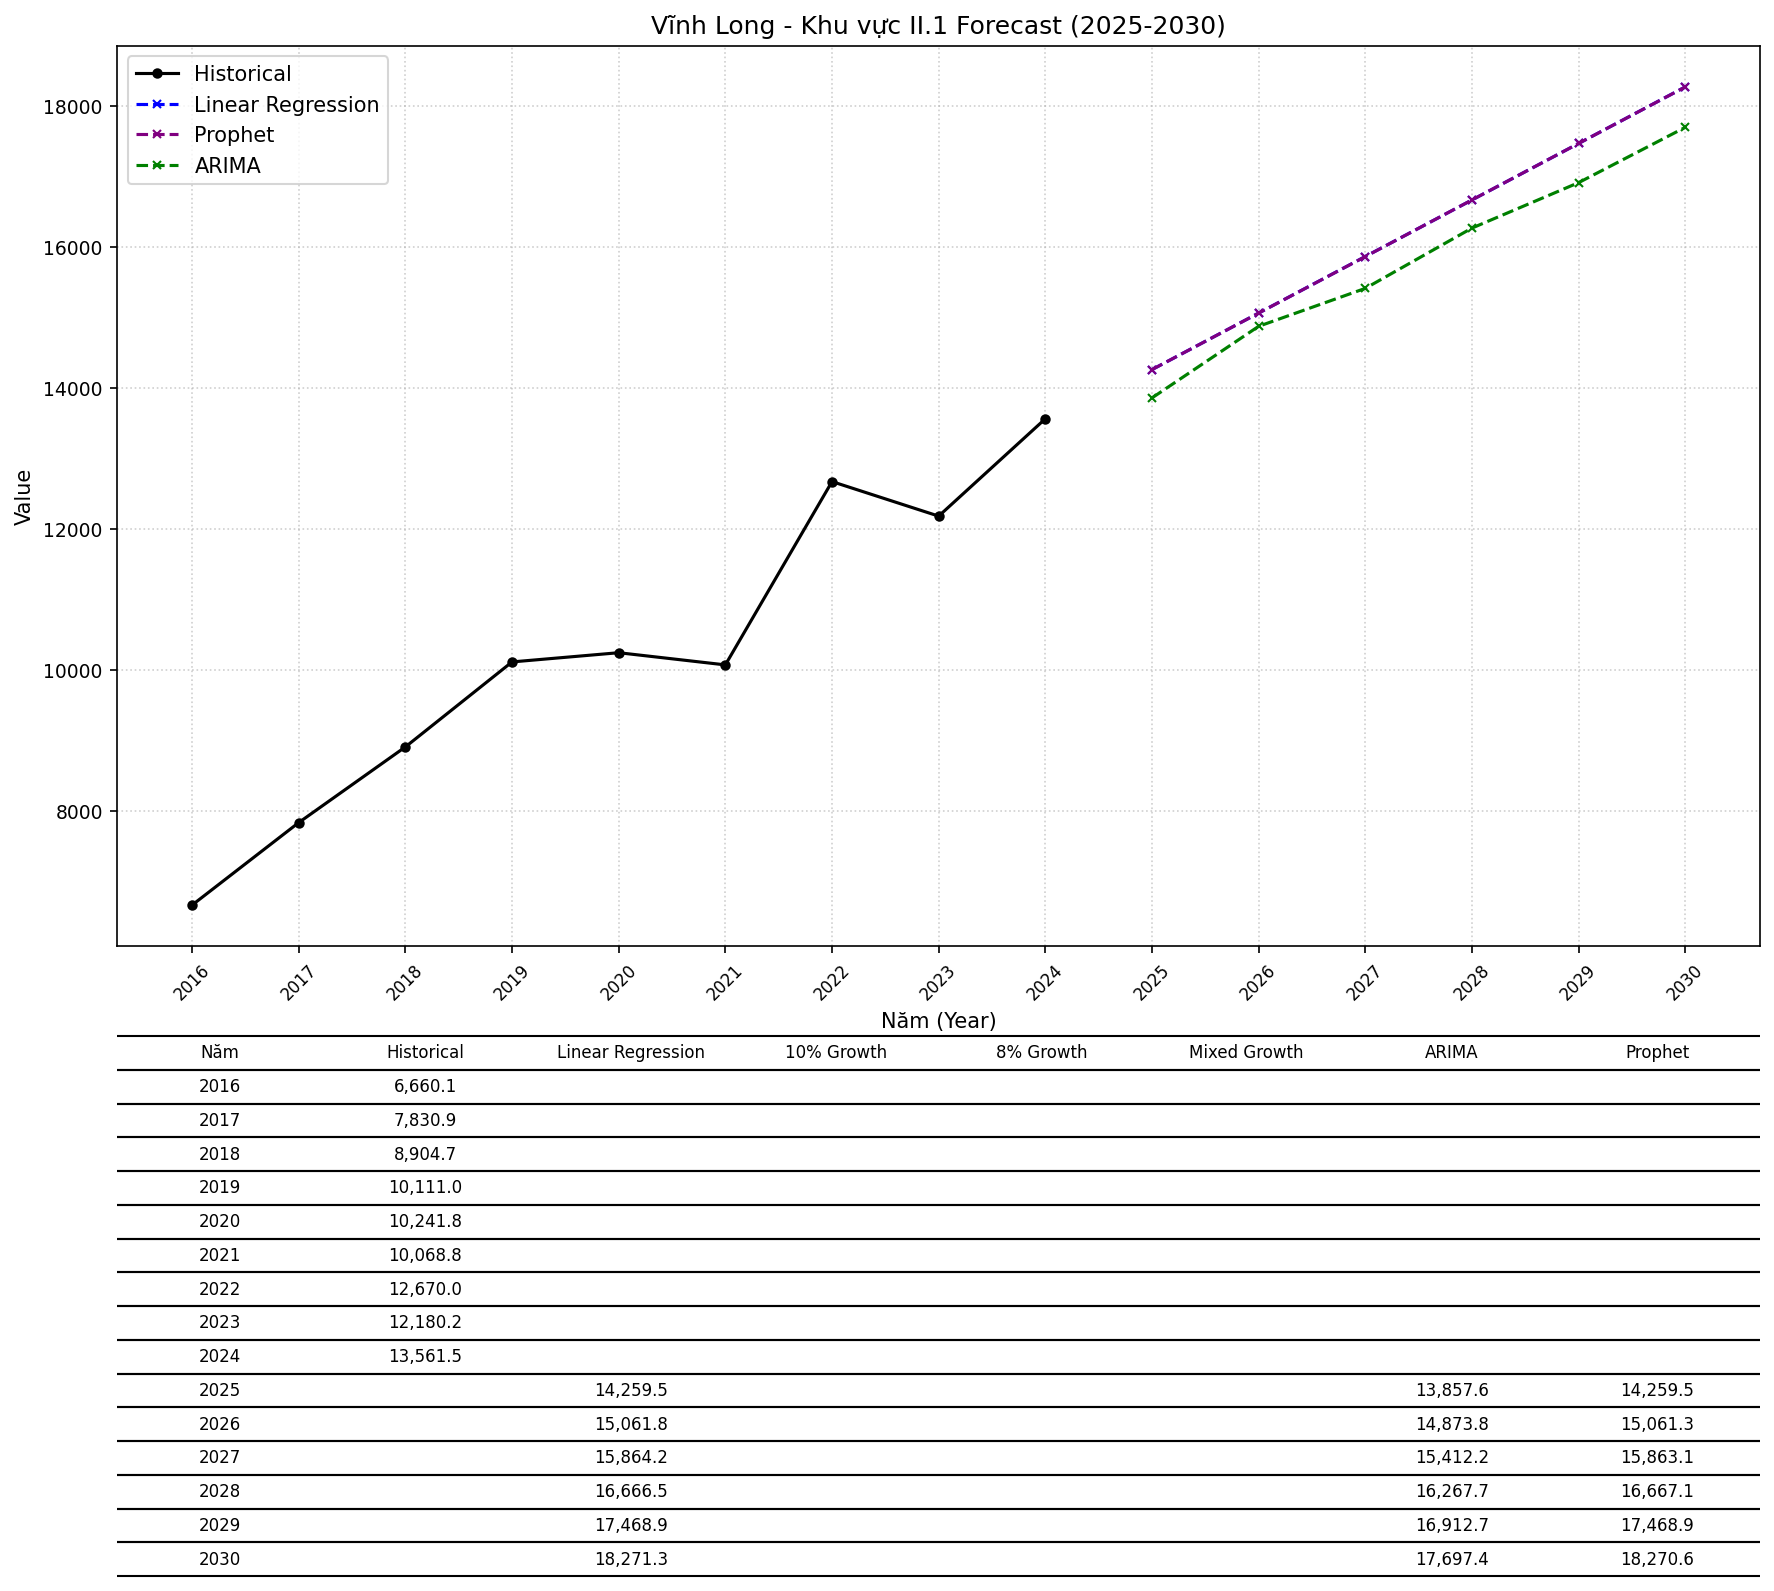 Vĩnh Long - Khu vực II.1 Forecast (2025-2030)
Historical
Linear Regression
Prophet
ARIMA
18000
16000
14000
12000
10000
8000
Value
2016 2017 2018 2019 2020 2021 2022 2023 2024 2025 2026 2027 2028 2029 2030
Năm (Year)
Năm Historical Linear Regression 10% Growth 8% Growth Mixed Growth ARIMA Prophet
2016 6,660.1
2017 7,830.9
2018 8,904.7
2019 10,111.0
2020 10,241.8
2021 10,068.8
2022 12,670.0
2023 12,180.2
2024 13,561.5
2025 14,259.5 13,857.6 14,259.5
2026 15,061.8 14,873.8 15,061.3
2027 15,864.2 15,412.2 15,863.1
2028 16,666.5 16,267.7 16,667.1
2029 17,468.9 16,912.7 17,468.9
2030 18,271.3 17,697.4 18,270.6